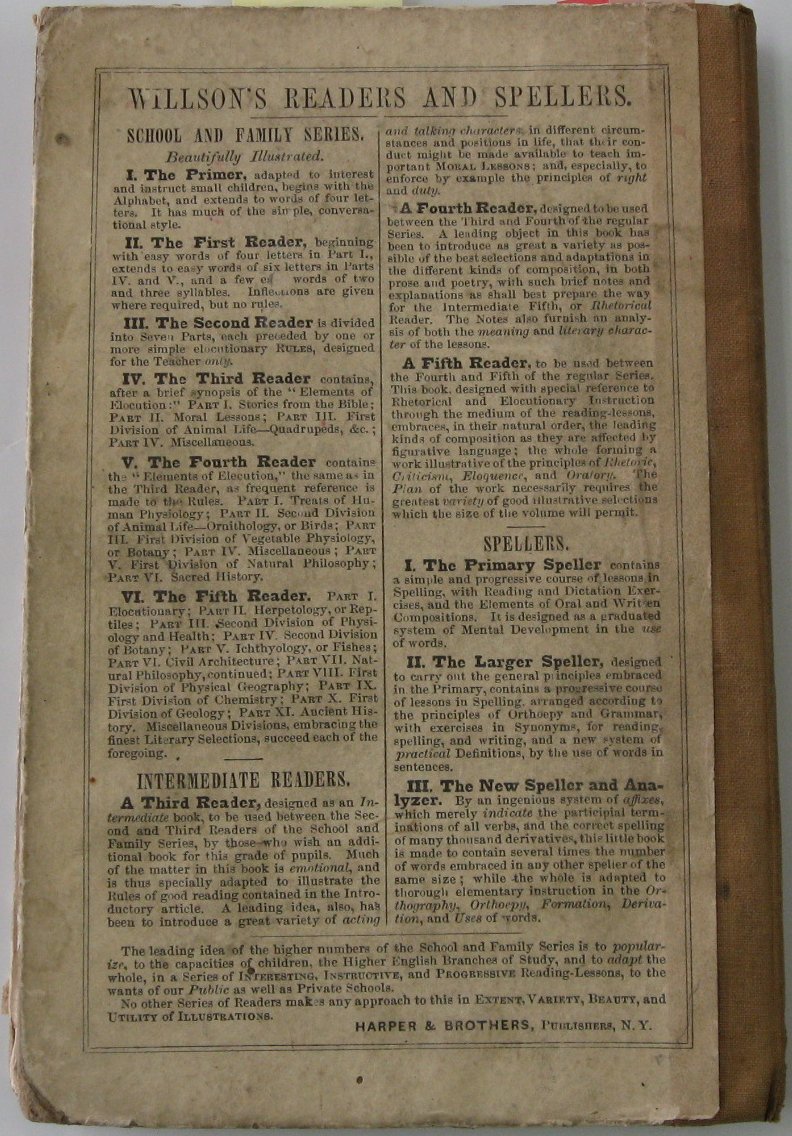 WILLSON'S READERS AND SPELLERS.
SCHOOL AND FAMILY SERIES.
Beautifully Illustrated.
I. The Primer, adapted to interest
and instruct small children, begins with the
Alphabet, and extends to words of four let-
ters. It has much of the simple, conversa-
tional style.
II. The First Reader, beginning
with easy words of four letters in Part I.,
extends to easy words of six letters in Parts
IV. and V., and a few words of two
and three syllables. Inflections are given
where required, but no rules.
III. The Second Reader is divided
into Seven Parts, each preceded by one or
more simple elocutionary RULES, designed
for the Teacher only.
IV. The Third Reader contains,
after a brief synopsis of the "Elements of
Elocution:" PART I. Stories from the Bible;
PART II. Moral Lessons; PART III. First
Division of Animal Life—Quadrupeds, &c.;
PART IV. Miscellaneous.
V. The Fourth Reader contains
the "Elements of Elecution," the same as in
the Third Reader, as frequent reference is
made to the Rules. PART I. Treats of Hu-
man Physiology; PART II. Second Division
of Animal Life—Ornithology, or Birds; PART
III. First Division of Vegetable Physiology,
or Botany; PART IV. Miscellaneous; PART
V. First Division of Natural Philosophy;
PART VI. Sacred History.
VI. The Fifth Reader. PART I.
Elocutionary; PART II. Herpetology, or Rep-
tiles; PART III. Second Division of Physi-
ology and Health; PART IV. Second Division
of Botany; PART V. Ichthyology, or Fishes;
PART VI. Civil Architecture; PART VII. Nat-
ural Philosophy, continued; PART VIII. First
Division of Physical Geography; PART IX.
First Division of Chemistry; PART X. First
Division of Geology; PART XI. Ancient His-
tory. Miscellaneous Divisions, embracing the
finest Literary Selections, succeed each of the
foregoing.
INTERMEDIATE READERS.
A Third Reader, designed as an In-
termediate book, to be used between the Sec-
ond and Third Readers of the School and
Family Series, by those who wish an addi-
tional book for this grade of pupils. Much
of the matter in this book is emotional, and
is thus specially adapted to illustrate the
Rules of good reading contained in the Intro-
ductory article. A leading idea, also, has
been to introduce a great variety of acting
and talking characters, in different circum-
stances and positions in life, that their con-
duct might be made available to teach im-
portant MORAL LESSONS; and, especially, to
enforce by example the principles of right
and duty.
A Fourth Reader, designed to be used
between the Third and Fourth of the regular
Series. A leading object in this book has
been to introduce as great a variety as pos-
sible of the best selections and adaptations in
the different kinds of composition, in both
prose and poetry, with such brief notes and
explanations as shall best prepare the way
for the Intermediate Fifth, or Rhetorical
Reader. The Notes also furnish an analy-
sis of both the meaning and literary charac-
ter of the lessons.
A Fifth Reader, to be used between
the Fourth and Fifth of the regular Series.
This book, designed with special reference to
Rhetorical and Elocutionary Instruction
through the medium of the reading-lessons,
embraces, in their natural order, the leading
kinds of composition as they are affected by
figurative language; the whole forming a
work illustrative of the principles of Rhetoric,
Criticism, Eloquence, and Oratory. The
Plan of the work necessarily requires the
greatest variety of good illustrative selections
which the size of the volume will permit.
SPELLERS.
I. The Primary Speller contains
a simple and progressive course of lessons in
Spelling, with Reading and Dictation Exer-
cises, and the Elements of Oral and Written
Compositions. It is designed as a graduated
system of Mental Development in the use
of words.
II. The Larger Speller, designed
to carry out the general principles embraced
in the Primary, contains a progressive course
of lessons in Spelling, arranged according to
the principles of Orthoepy and Grammar,
with exercises in Synonyms, for reading,
spelling, and writing, and a new system of
practical Definitions, by the use of words in
sentences.
III. The New Speller and Ana-
lyzer. By an ingenious system of affixes,
which merely indicate the participial term-
inations of all verbs, and the correct spelling
of many thousand derivatives, this little book
is made to contain several times the number
of words embraced in any other speller of the
same size; while the whole is adapted to
thorough elementary instruction in the Or-
thography, Orthoepy, Formation, Deriva-
tion, and Uses of words.
The leading idea of the higher numbers of the School and Family Series is to popular-
ize, to the capacities of children, the Higher English Branches of Study, and to adapt the
whole, in a Series of INTERESTING, INSTRUCTIVE, and PROGRESSIVE Reading-Lessons, to the
wants of our Public as well as Private Schools.
No other Series of Readers makes any approach to this in EXTENT, VARIETY, BEAUTY, and
UTILITY of ILLUSTRATIONS.
HARPER & BROTHERS, PUBLISHERS, N. Y.